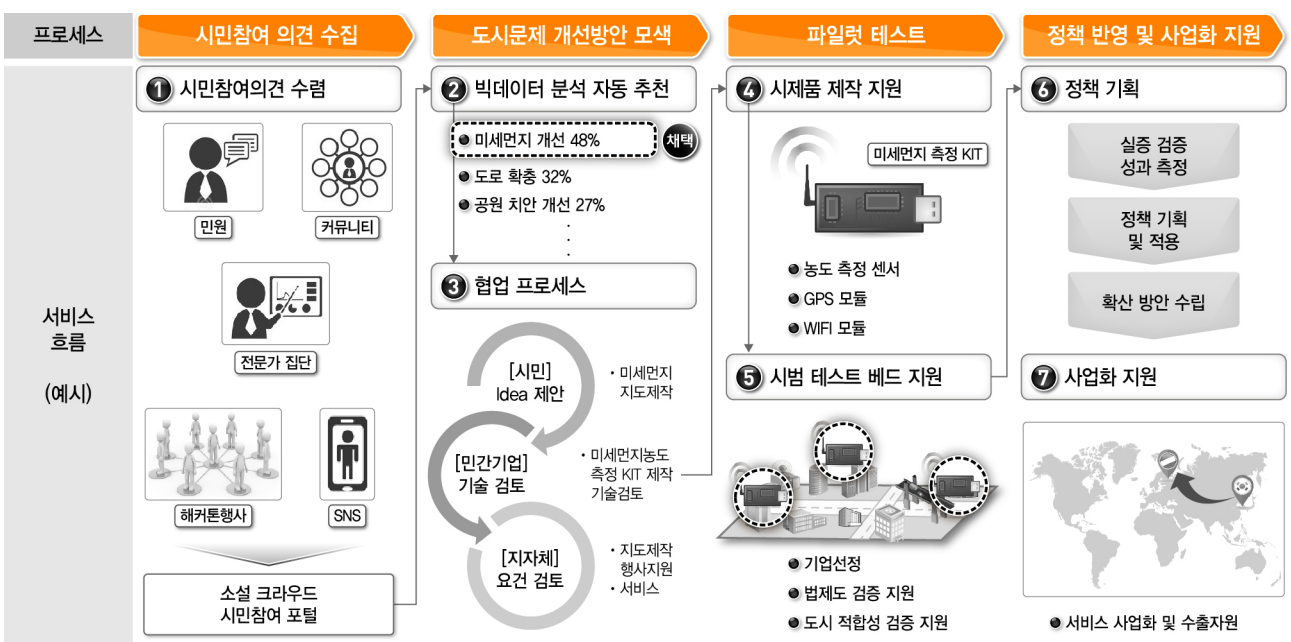 프로세스
시민참여 의견 수집
도시문제 개선방안 모색
파일럿 테스트
정책 반영 및 사업화 지원
서비스
흐름
(예시)
1 시민참여의견 수렴
민원
커뮤니티
전문가 집단
해커톤행사
SNS
소셜 크라우드
시민참여 포털
2 빅데이터 분석 자동 추천
미세먼지 개선 48%
채택
도로 확충 32%
공원 치안 개선 27%
3 협업 프로세스
[시민]
Idea 제안
· 미세먼지
지도제작
[민간기업]
기술 검토
· 미세먼지농도
측정 KIT 제작
기술검토
[지자체]
요건 검토
· 지도제작
행사지원
· 서비스
4 시제품 제작 지원
미세먼지 측정 KIT
농도 측정 센서
GPS 모듈
WIFI 모듈
5 시범 테스트 베드 지원
기업선정
법제도 검증 지원
도시 적합성 검증 지원
6 정책 기획
실증 검증
성과 측정
정책 기획
및 적용
확산 방안 수립
7 사업화 지원
서비스 사업화 및 수출자원